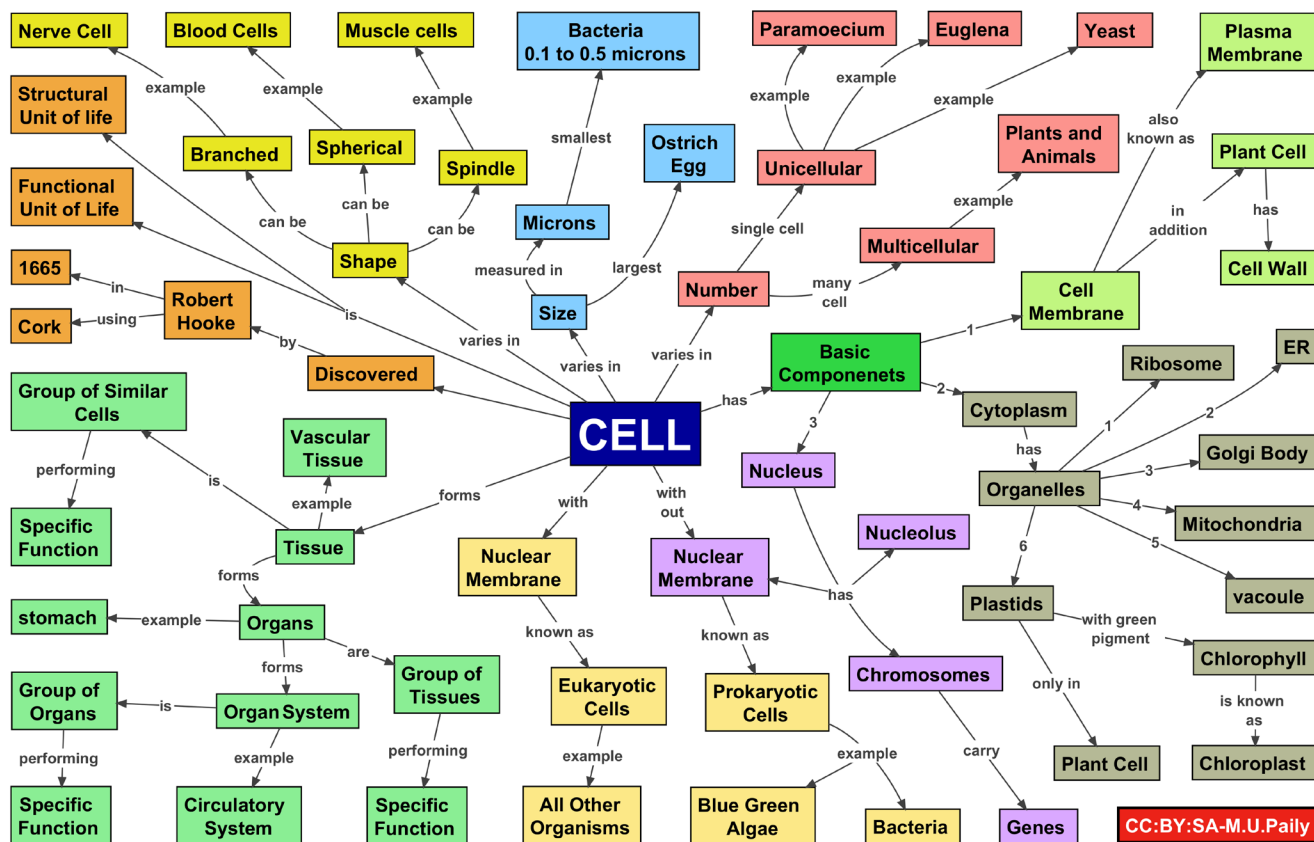 Nerve Cell
Blood Cells
Muscle cells
Bacteria
0.1 to 0.5 microns
Paramoecium
Euglena
Yeast
Plasma
Membrane
example
example
example
smallest
example
example
example
also
known as
Structural
Unit of life
Branched
Spherical
Spindle
Ostrich
Egg
Unicellular
Plants and
Animals
Plant Cell
Functional
Unit of Life
can be
can be
can be
Microns
largest
single cell
example
in
addition
has
Shape
measured in
Multicellular
Cell Wall
1665
in
Robert
Hooke
using
Cork
is
Size
Number
many
cell
Cell
Membrane
by
Discovered
varies in
varies in
varies in
Basic
Componenets
1
Ribosome
ER
CELL
has
2
3
Cytoplasm
1
2
Group of Similar
Cells
Vascular
Tissue
Nucleus
has
Organelles
3
Golgi Body
performing
is
example
forms
with
with
out
4
Mitochondria
Specific
Function
Tissue
Nuclear
Membrane
Nuclear
Membrane
Nucleolus
6
5
forms
has
Plastids
vacoule
stomach
example
Organs
are
known as
known as
with green
pigment
Chlorophyll
forms
Group of
Tissues
Chromosomes
Group of
Organs
is
Organ System
Eukaryotic
Cells
Prokaryotic
Cells
only in
is known
as
performing
example
performing
example
example
carry
Plant Cell
Chloroplast
Specific
Function
Circulatory
System
Specific
Function
All Other
Organisms
Blue Green
Algae
Bacteria
Genes
CC:BY:SA-M.U.Paily